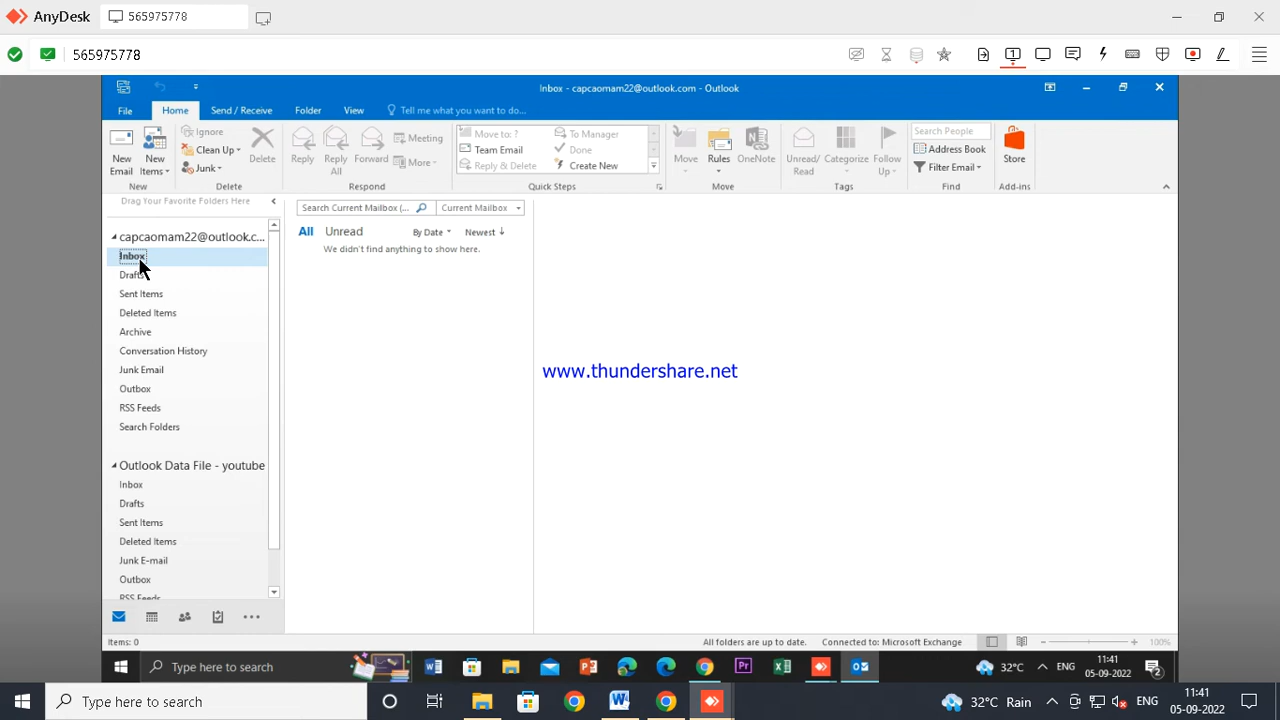 AnyDesk
565975778
565975778
Inbox - capcaomam22@outlook.com - Outlook
File Home Send / Receive Folder View Tell me what you want to do...
New Email
New Items
New
Ignore
Clean Up
Junk
Delete
Delete
Reply
Reply All
Forward
Meeting
More
Respond
Move to: ?
Team Email
Reply & Delete
To Manager
Done
Create New
Quick Steps
Move
Rules
OneNote
Move
Unread/ Read
Categorize
Follow Up
Tags
Search People
Address Book
Filter Email
Find
Store
Add-ins
Drag Your Favorite Folders Here
capcaomam22@outlook.c...
Inbox
Drafts
Sent Items
Deleted Items
Archive
Conversation History
Junk Email
Outbox
RSS Feeds
Search Folders
Outlook Data File - youtube
Inbox
Drafts
Sent Items
Deleted Items
Junk E-mail
Outbox
RSS Feeds
Search Current Mailbox (... Current Mailbox
All Unread By Date Newest ↓
We didn't find anything to show here.
www.thundershare.net
Items: 0
All folders are up to date. Connected to: Microsoft Exchange 100%
Type here to search
32°C ENG 11:41
05-09-2022
2
Type here to search
32°C Rain ENG 11:41
05-09-2022